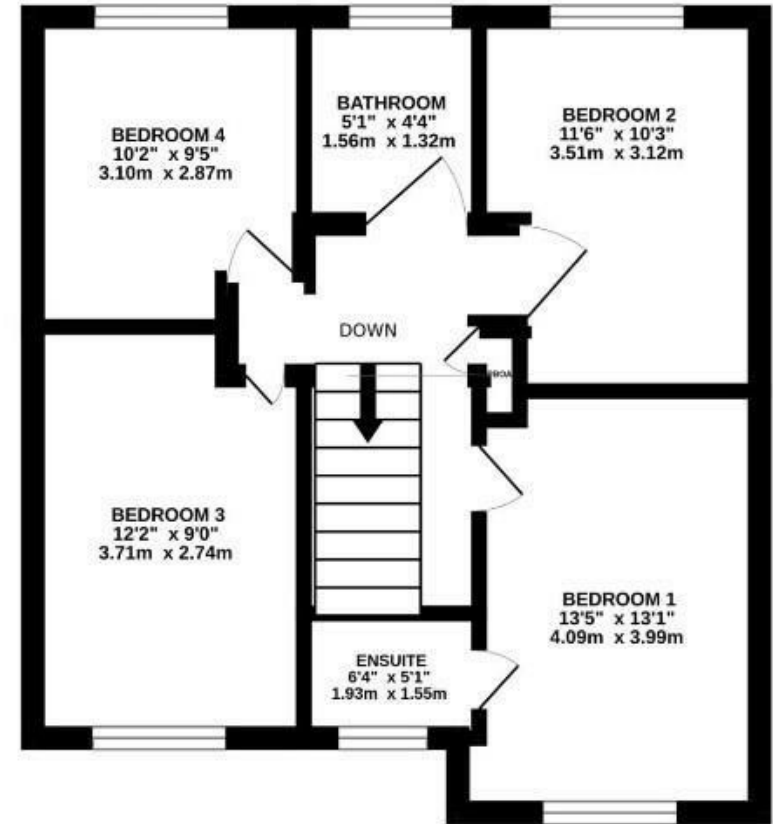 BEDROOM 4
10'2" x 9'5"
3.10m x 2.87m
BATHROOM
5'1" x 4'4"
1.56m x 1.32m
BEDROOM 2
11'6" x 10'3"
3.51m x 3.12m
DOWN
BEDROOM 3
12'2" x 9'0"
3.71m x 2.74m
BEDROOM 1
13'5" x 13'1"
4.09m x 3.99m
ENSUITE
6'4" x 5'1"
1.93m x 1.55m